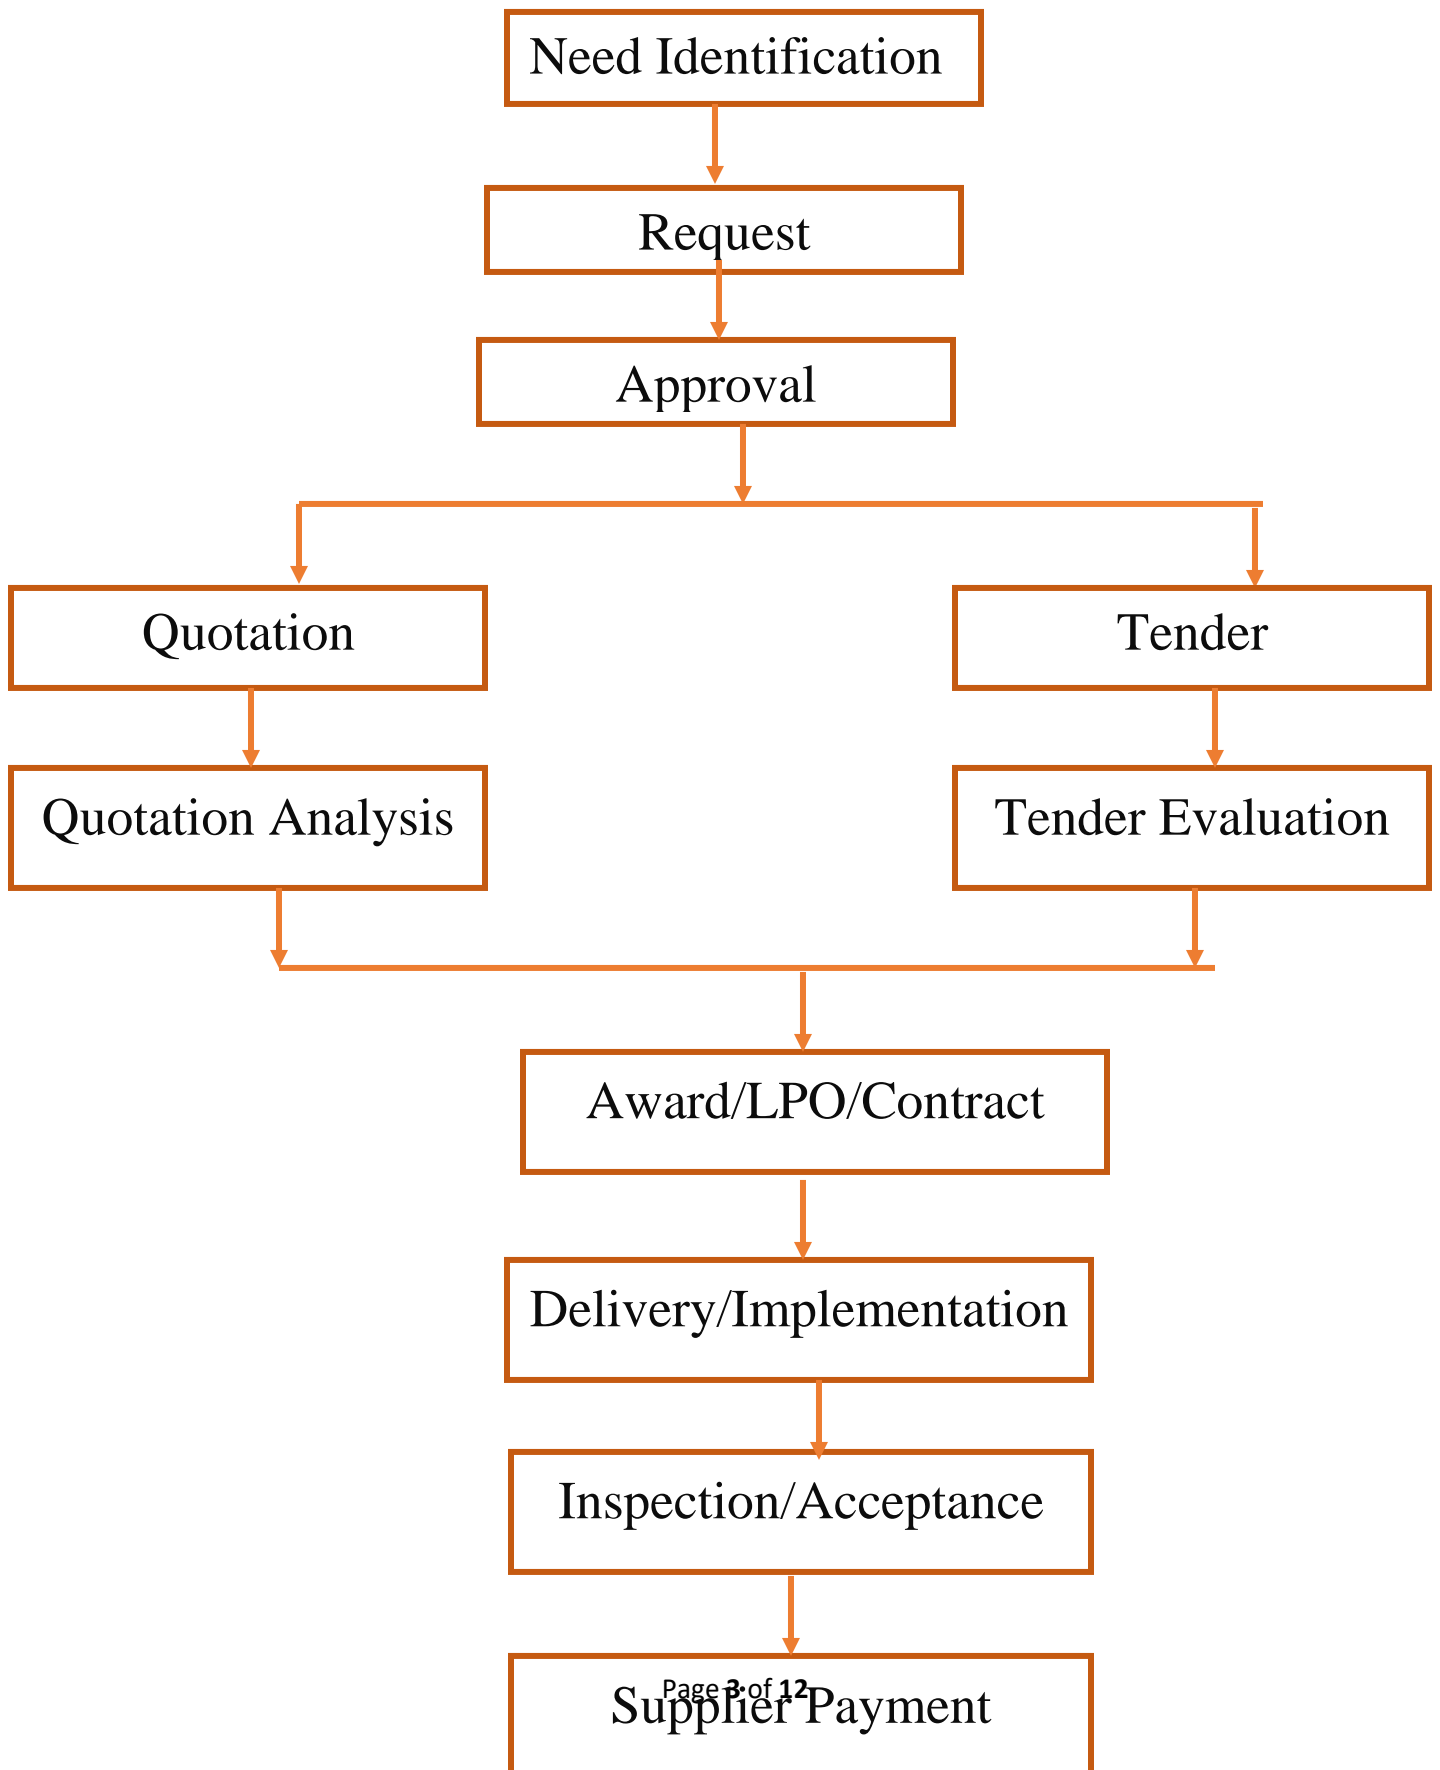 Need Identification
Request
Approval
Quotation
Tender
Quotation Analysis
Tender Evaluation
Award/LPO/Contract
Delivery/Implementation
Inspection/Acceptance
Page 3 of 12
Supplier Payment